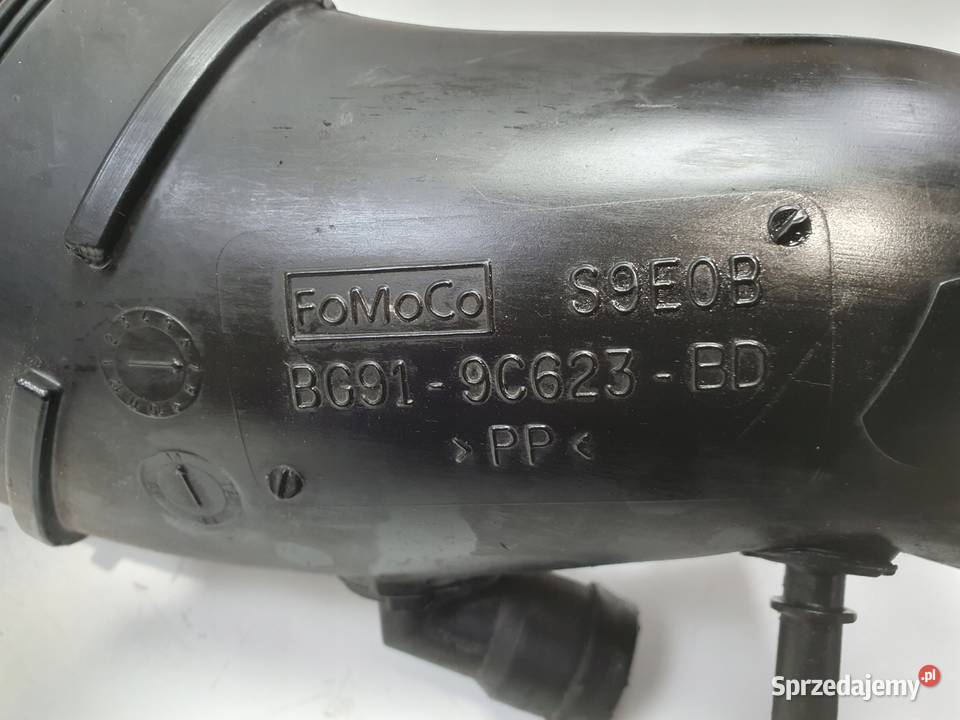 FoMoCo S9E0B
BG91-9C623-BD
>PP<
Sprzedajemy.pl